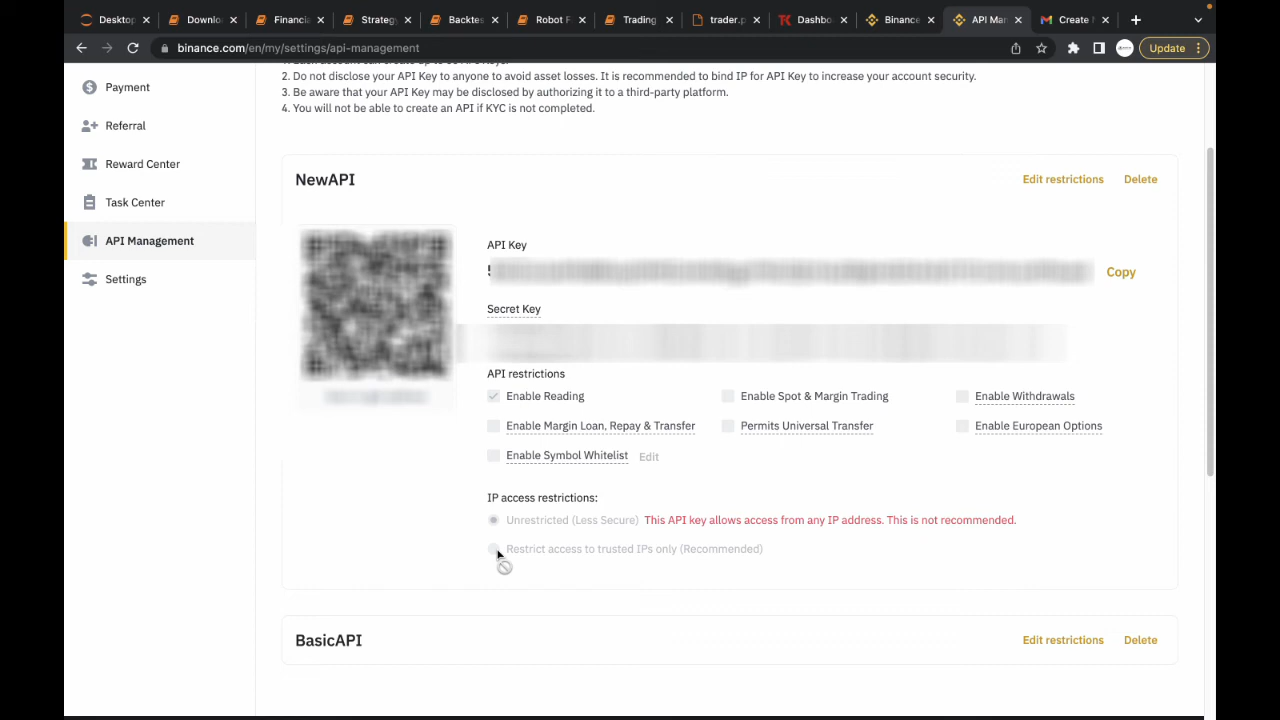 Desktop
Downlo
Financia
Strategy
Backtes
Robot F
Trading
trader.p
Dashbo
Binance
API Man
Create N
binance.com/en/my/settings/api-management
Update
2. Do not disclose your API Key to anyone to avoid asset losses. It is recommended to bind IP for API Key to increase your account security.
3. Be aware that your API Key may be disclosed by authorizing it to a third-party platform.
4. You will not be able to create an API if KYC is not completed.
Payment
Referral
Reward Center
Task Center
API Management
Settings
NewAPI
Edit restrictions
Delete
API Key
Copy
Secret Key
API restrictions
Enable Reading
Enable Spot & Margin Trading
Enable Withdrawals
Enable Margin Loan, Repay & Transfer
Permits Universal Transfer
Enable European Options
Enable Symbol Whitelist
Edit
IP access restrictions:
Unrestricted (Less Secure)
This API key allows access from any IP address. This is not recommended.
Restrict access to trusted IPs only (Recommended)
BasicAPI
Edit restrictions
Delete